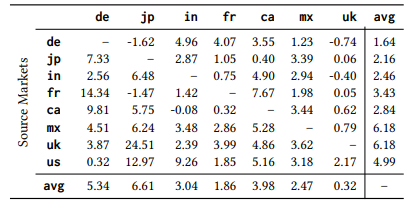 de jp in fr ca mx uk avg
de – -1.62 4.96 4.07 3.55 1.23 -0.74 1.64
jp 7.33 – 2.87 1.05 0.40 3.39 0.06 2.16
in 2.56 6.48 – 0.75 4.90 2.94 -0.40 2.46
fr 14.34 -1.47 1.42 – 7.67 1.98 0.05 3.43
ca 9.81 5.75 -0.08 0.32 – 3.44 0.62 2.84
mx 4.51 6.24 3.48 2.86 5.28 – 0.79 6.18
uk 3.87 24.51 2.39 3.99 4.86 3.62 – 6.18
us 0.32 12.97 9.26 1.85 5.16 3.18 2.17 4.99
avg 5.34 6.61 3.04 1.86 3.98 2.47 0.32 –
Source Markets